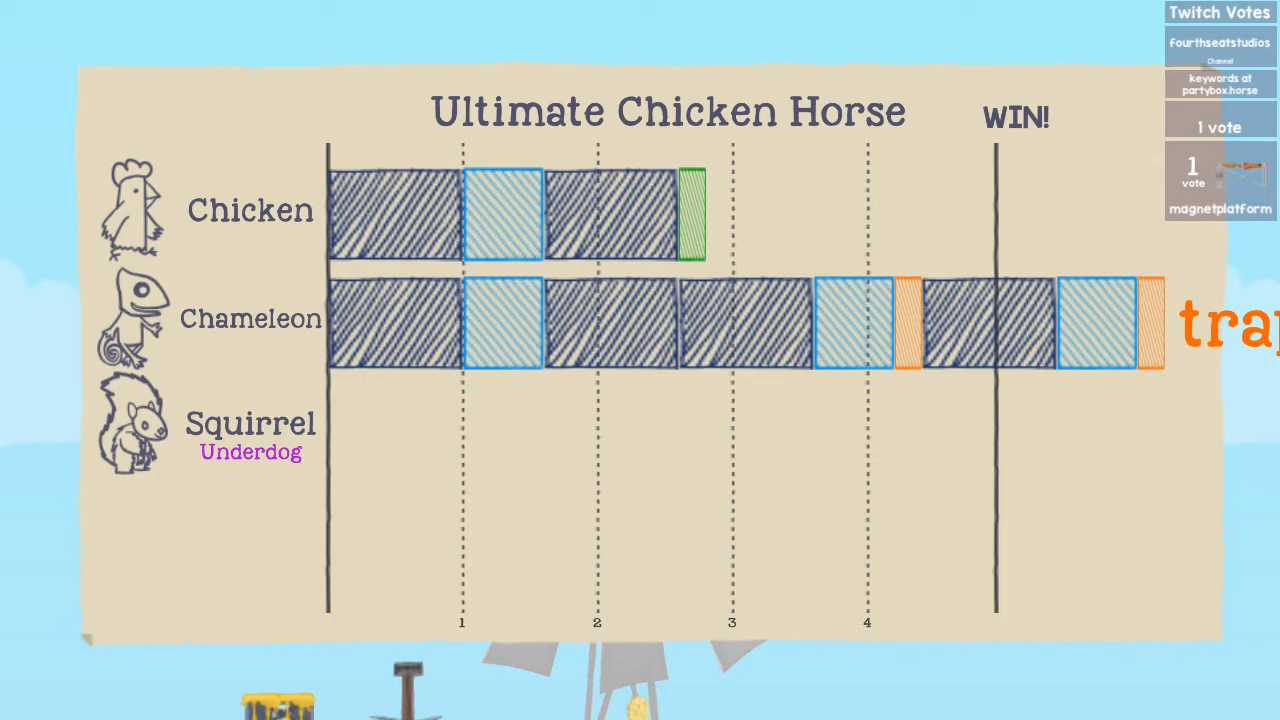 Twitch Votes
fourthseatstudios
Channel
keywords at
partybox.horse
1 vote
1
vote
magnetplatform
Ultimate Chicken Horse
WIN!
Chicken
Chameleon
trap
Squirrel
Underdog
1
2
3
4